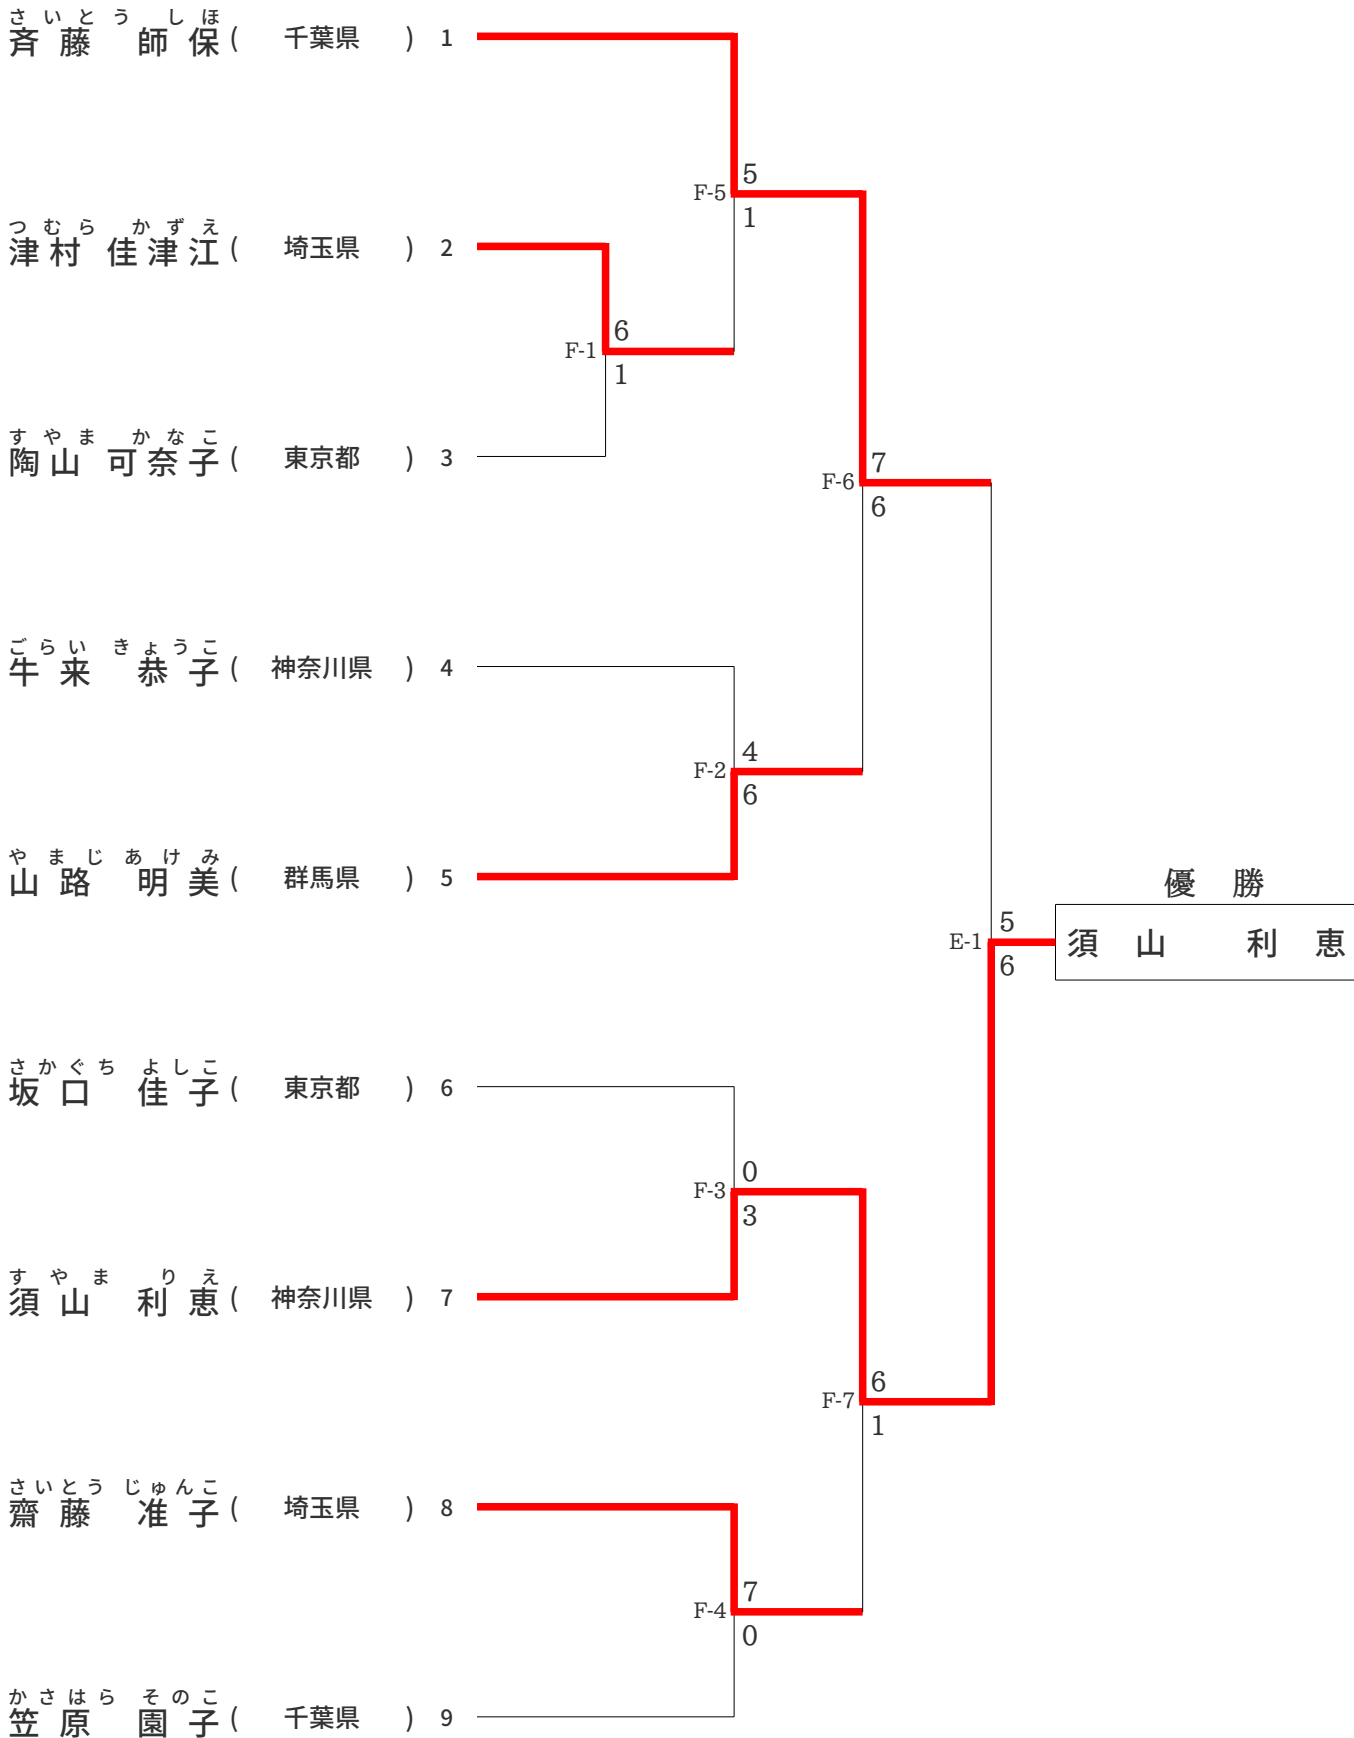 さいとう しほ
斉藤 師保 ( 千葉県 ) 1
5
F-5
1
つむら かずえ
津村 佳津江 ( 埼玉県 ) 2
6
F-1
1
すやま かなこ
陶山 可奈子 ( 東京都 ) 3
7
F-6
6
ごらい きょうこ
牛来 恭子 ( 神奈川県 ) 4
4
F-2
6
やまじ あけみ
山路 明美 ( 群馬県 ) 5
優勝
5
E-1
6
須山 利恵
さかぐち よしこ
坂口 佳子 ( 東京都 ) 6
0
F-3
3
すやま りえ
須山 利恵 ( 神奈川県 ) 7
6
F-7
1
さいとう じゅんこ
齋藤 准子 ( 埼玉県 ) 8
7
F-4
0
かさはら そのこ
笠原 園子 ( 千葉県 ) 9